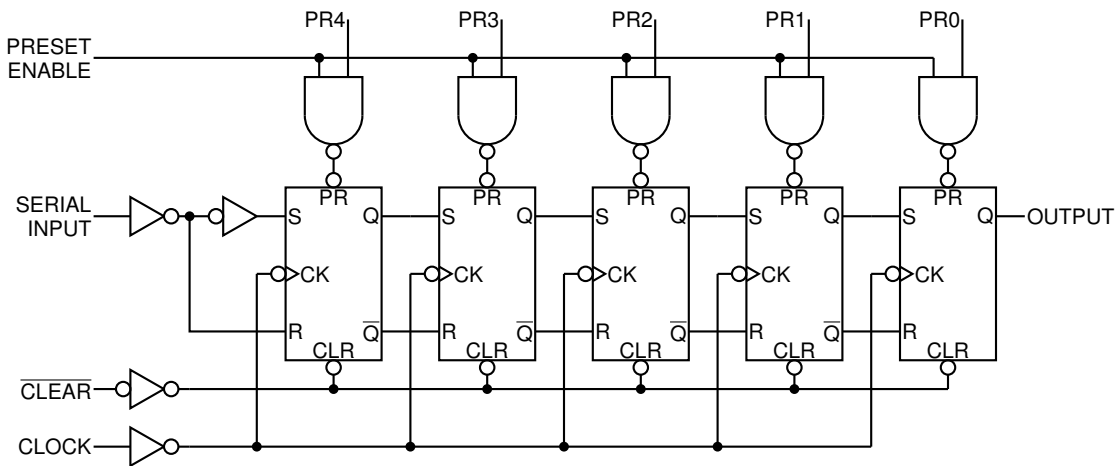 PR4 PR3 PR2 PR1 PR0
PRESET
ENABLE
PR PR PR PR PR
SERIAL
INPUT
S Q S Q S Q S Q S Q OUTPUT
CK CK CK CK CK
R Q̅ R Q̅ R Q̅ R Q̅ R
CLR CLR CLR CLR CLR
C̅L̅E̅A̅R̅
CLOCK